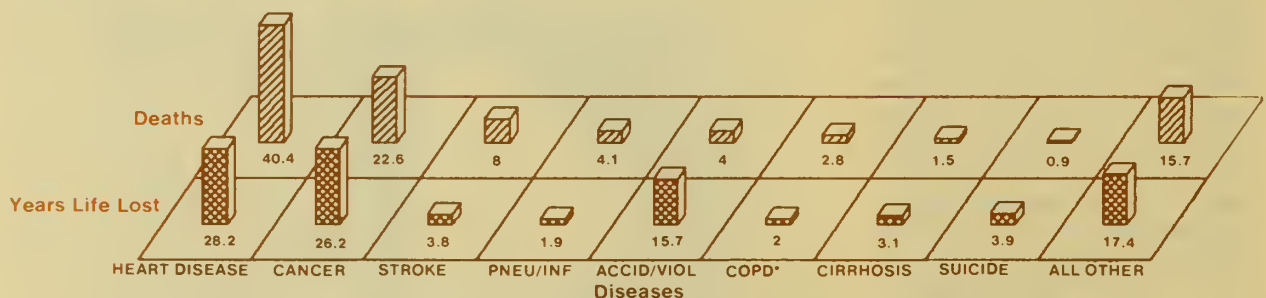 Deaths
40.4 22.6 8 4.1 4 2.8 1.5 0.9 15.7
Years Life Lost
28.2 26.2 3.8 1.9 15.7 2 3.1 3.9 17.4
HEART DISEASE CANCER STROKE PNEU/INF ACCID/VIOL COPD* CIRRHOSIS SUICIDE ALL OTHER
Diseases